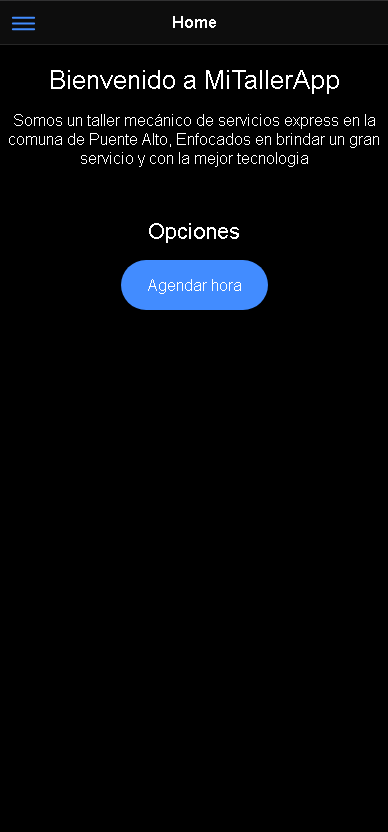 Home
Bienvenido a MiTallerApp
Somos un taller mecánico de servicios express en la
comuna de Puente Alto, Enfocados en brindar un gran
servicio y con la mejor tecnologia
Opciones
Agendar hora